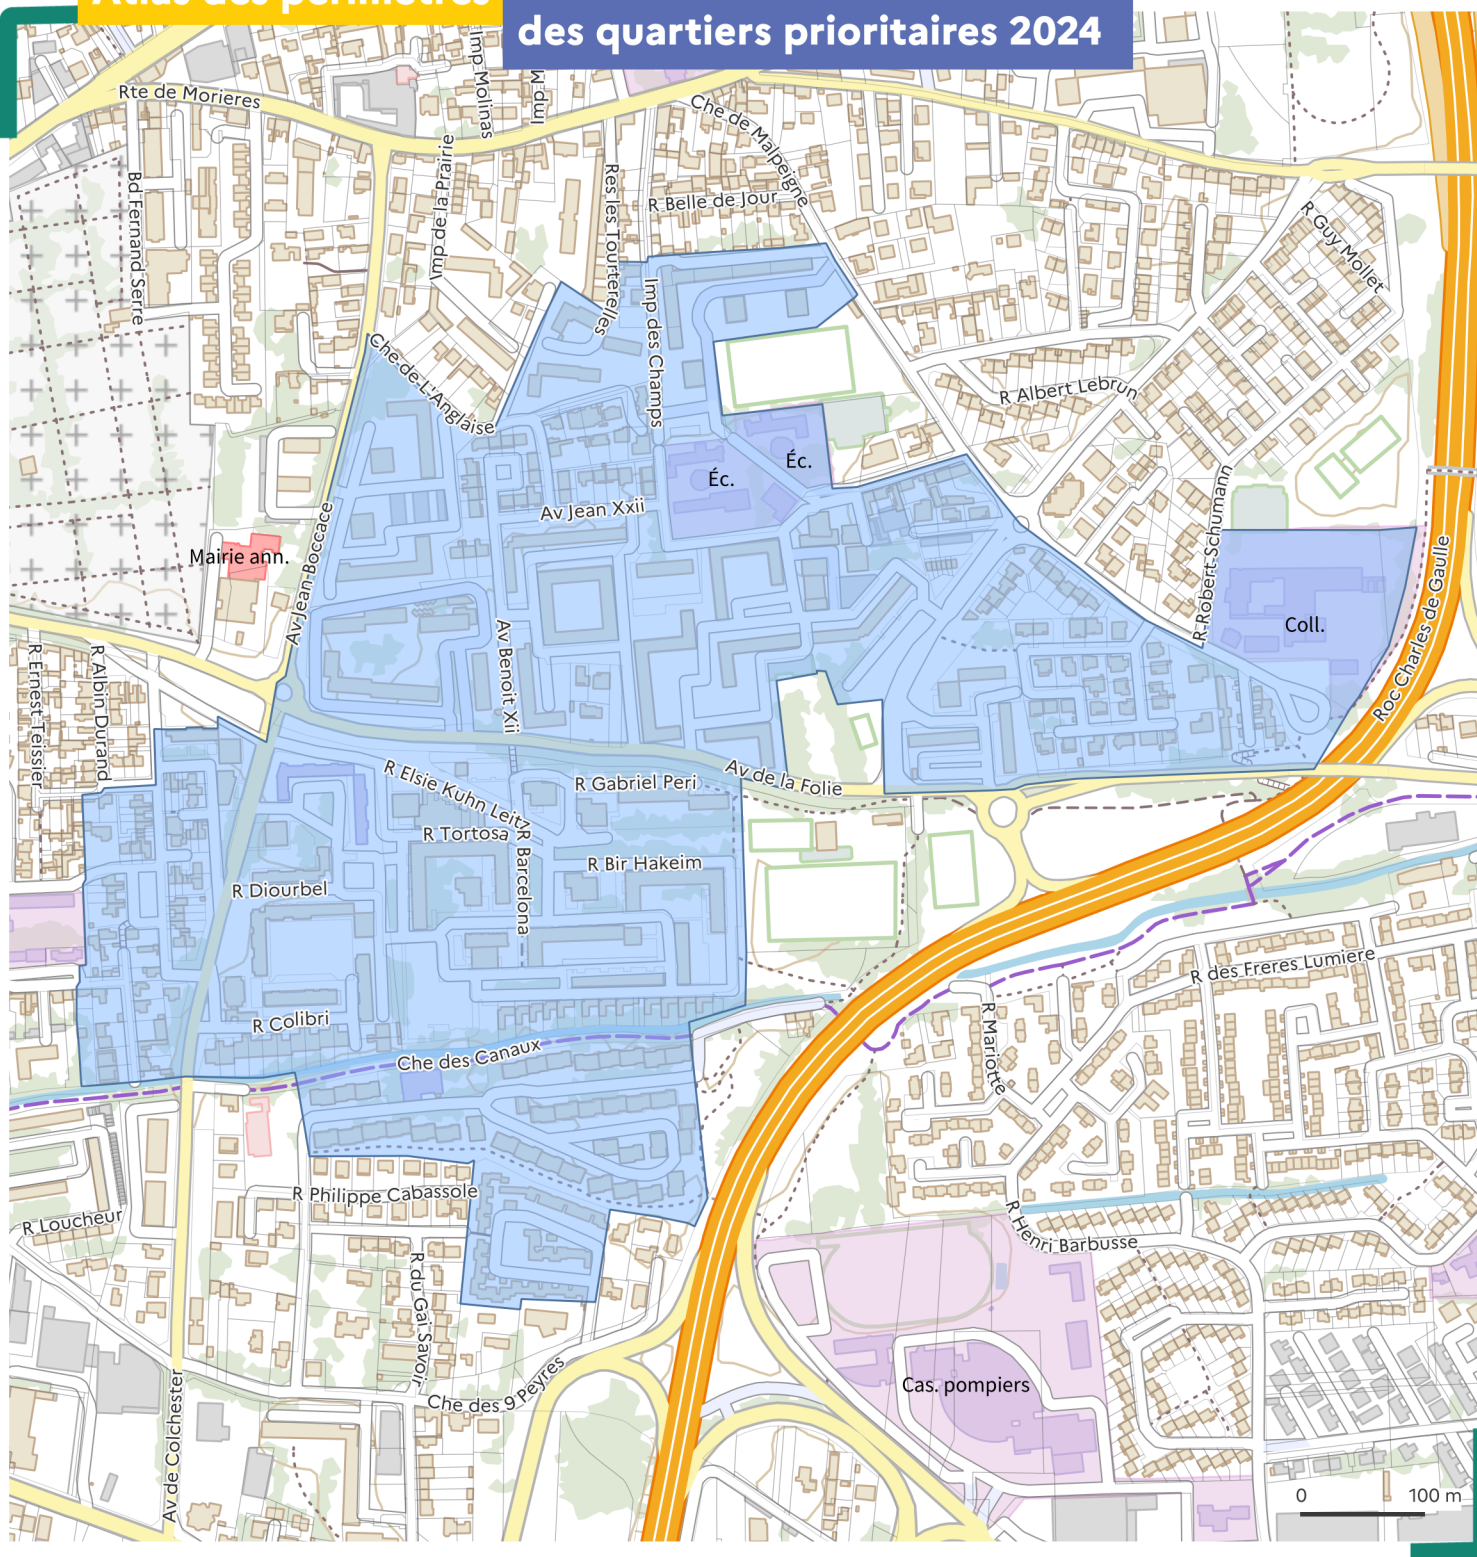 Atlas des périmètres
des quartiers prioritaires 2024
Rte de Morieres
Imp Molinas
Che de Malpeigne
Imp de la Prairie
Bd Fernand Serre
Res les Tourterelles
R Belle de Jour
R Guy Mollet
Imp des Champs
Che de L'Anglaise
R Albert Lebrun
Éc.
Éc.
Av Jean Xxii
Mairie ann.
Av Jean Boccace
R Robert Schumann
Coll.
Roc Charles de Gaulle
R Ernest Teissier
R Albin Durand
Av Benoit Xii
R Elsie Kuhn Leitz
R Gabriel Peri
Av de la Folie
R Tortosa
R Barcelona
R Bir Hakeim
R Diourbel
R des Freres Lumiere
R Colibri
Che des Canaux
R Mariotte
R Philippe Cabassole
R Loucheur
R Henri Barbusse
R du Gai Savoir
Che des 9 Peyres
Cas. pompiers
Av de Colchester
0 100 m